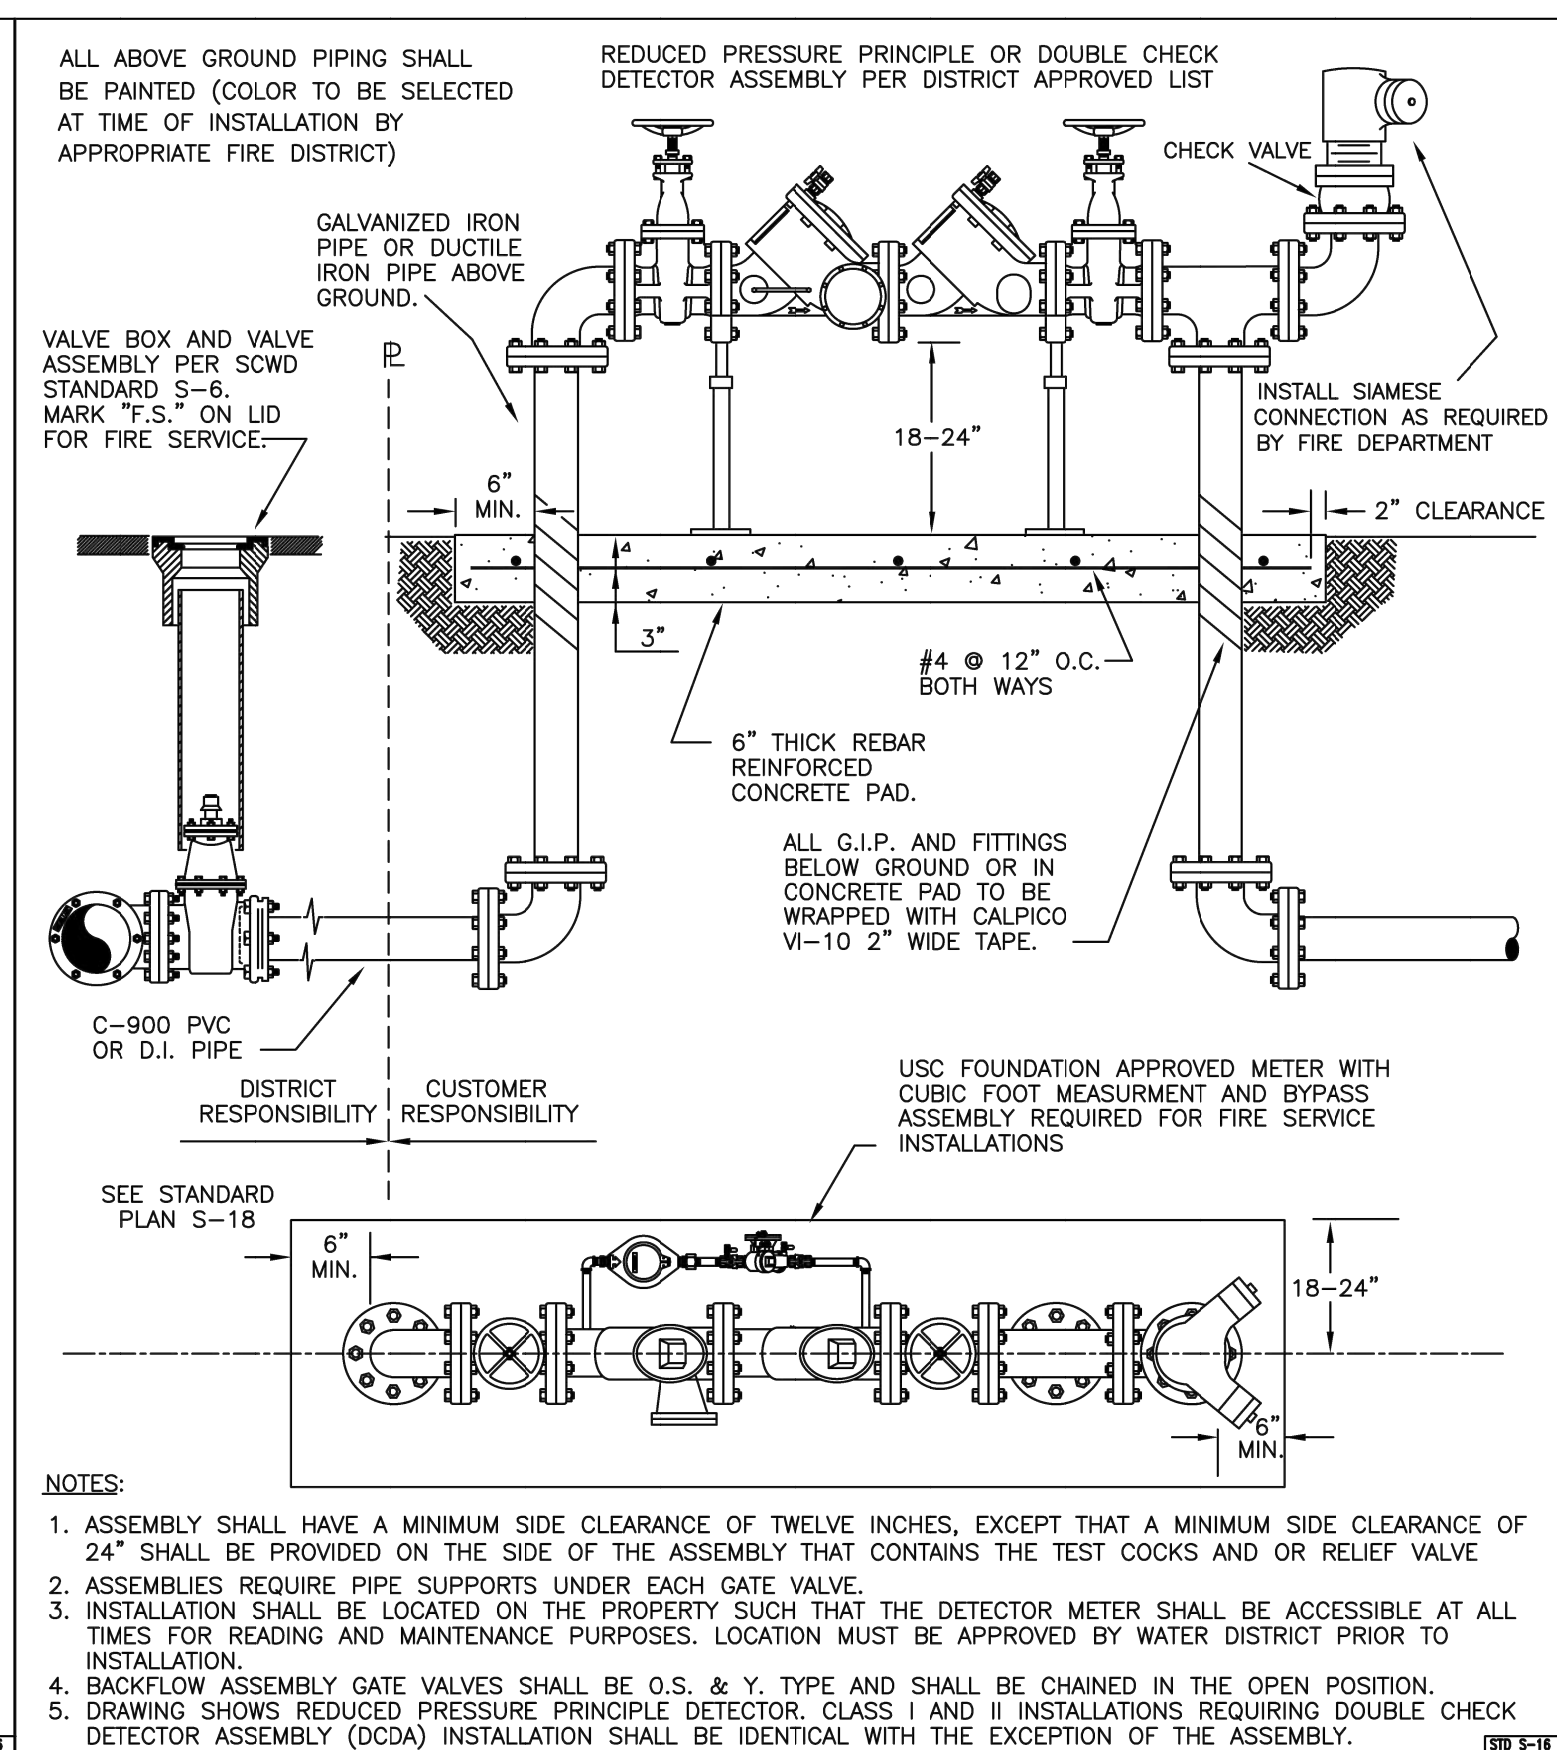 ALL ABOVE GROUND PIPING SHALL
BE PAINTED (COLOR TO BE SELECTED
AT TIME OF INSTALLATION BY
APPROPRIATE FIRE DISTRICT)
REDUCED PRESSURE PRINCIPLE OR DOUBLE CHECK
DETECTOR ASSEMBLY PER DISTRICT APPROVED LIST
CHECK VALVE
GALVANIZED IRON
PIPE OR DUCTILE
IRON PIPE ABOVE
GROUND.
VALVE BOX AND VALVE
ASSEMBLY PER SCWD
STANDARD S-6.
MARK "F.S." ON LID
FOR FIRE SERVICE.
PL
INSTALL SIAMESE
CONNECTION AS REQUIRED
BY FIRE DEPARTMENT
18-24"
6"
MIN.
2" CLEARANCE
3"
#4 @ 12" O.C.
BOTH WAYS
6" THICK REBAR
REINFORCED
CONCRETE PAD.
ALL G.I.P. AND FITTINGS
BELOW GROUND OR IN
CONCRETE PAD TO BE
WRAPPED WITH CALPICO
VI-10 2" WIDE TAPE.
C-900 PVC
OR D.I. PIPE
DISTRICT
RESPONSIBILITY
CUSTOMER
RESPONSIBILITY
USC FOUNDATION APPROVED METER WITH
CUBIC FOOT MEASURMENT AND BYPASS
ASSEMBLY REQUIRED FOR FIRE SERVICE
INSTALLATIONS
SEE STANDARD
PLAN S-18
6"
MIN.
18-24"
6"
MIN.
NOTES:
1. ASSEMBLY SHALL HAVE A MINIMUM SIDE CLEARANCE OF TWELVE INCHES, EXCEPT THAT A MINIMUM SIDE CLEARANCE OF
24" SHALL BE PROVIDED ON THE SIDE OF THE ASSEMBLY THAT CONTAINS THE TEST COCKS AND OR RELIEF VALVE
2. ASSEMBLIES REQUIRE PIPE SUPPORTS UNDER EACH GATE VALVE.
3. INSTALLATION SHALL BE LOCATED ON THE PROPERTY SUCH THAT THE DETECTOR METER SHALL BE ACCESSIBLE AT ALL
TIMES FOR READING AND MAINTENANCE PURPOSES. LOCATION MUST BE APPROVED BY WATER DISTRICT PRIOR TO
INSTALLATION.
4. BACKFLOW ASSEMBLY GATE VALVES SHALL BE O.S. & Y. TYPE AND SHALL BE CHAINED IN THE OPEN POSITION.
5. DRAWING SHOWS REDUCED PRESSURE PRINCIPLE DETECTOR. CLASS I AND II INSTALLATIONS REQUIRING DOUBLE CHECK
DETECTOR ASSEMBLY (DCDA) INSTALLATION SHALL BE IDENTICAL WITH THE EXCEPTION OF THE ASSEMBLY.
STD S-16